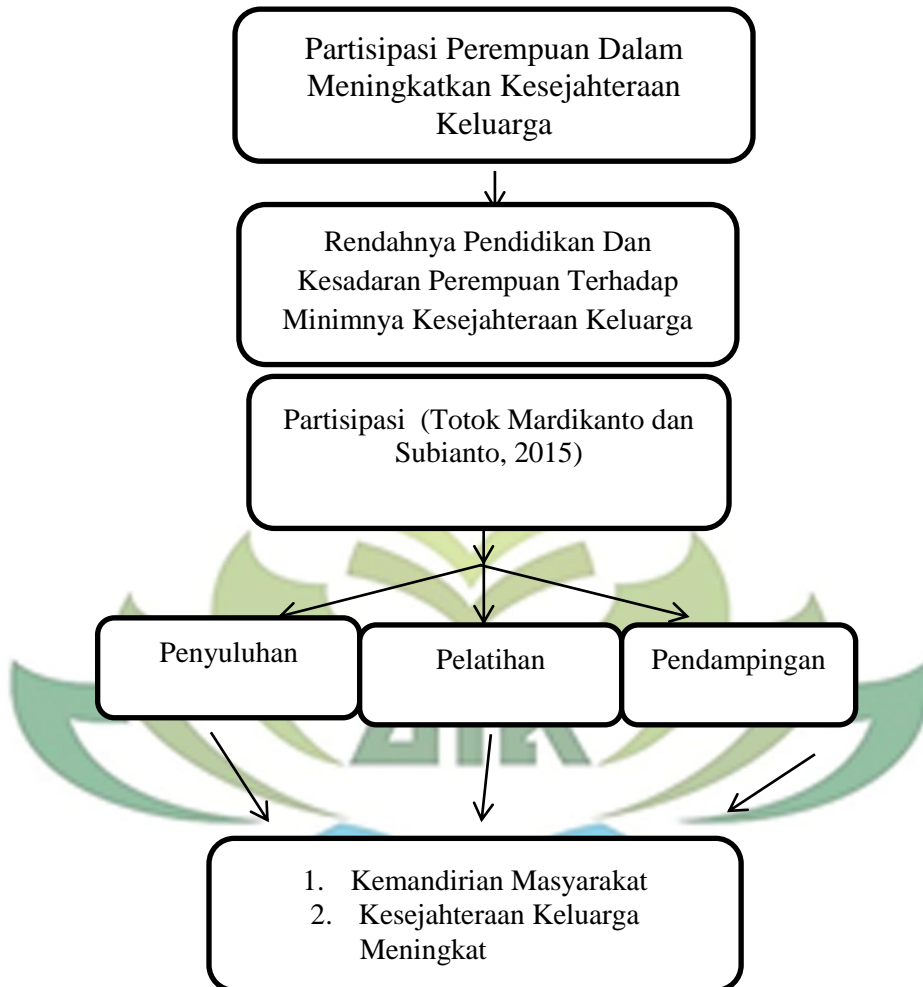 Partisipasi Perempuan Dalam
Meningkatkan Kesejahteraan
Keluarga
Rendahnya Pendidikan Dan
Kesadaran Perempuan Terhadap
Minimnya Kesejahteraan Keluarga
Partisipasi (Totok Mardikanto dan
Subianto, 2015)
Penyuluhan
Pelatihan
Pendampingan
1. Kemandirian Masyarakat
2. Kesejahteraan Keluarga
Meningkat